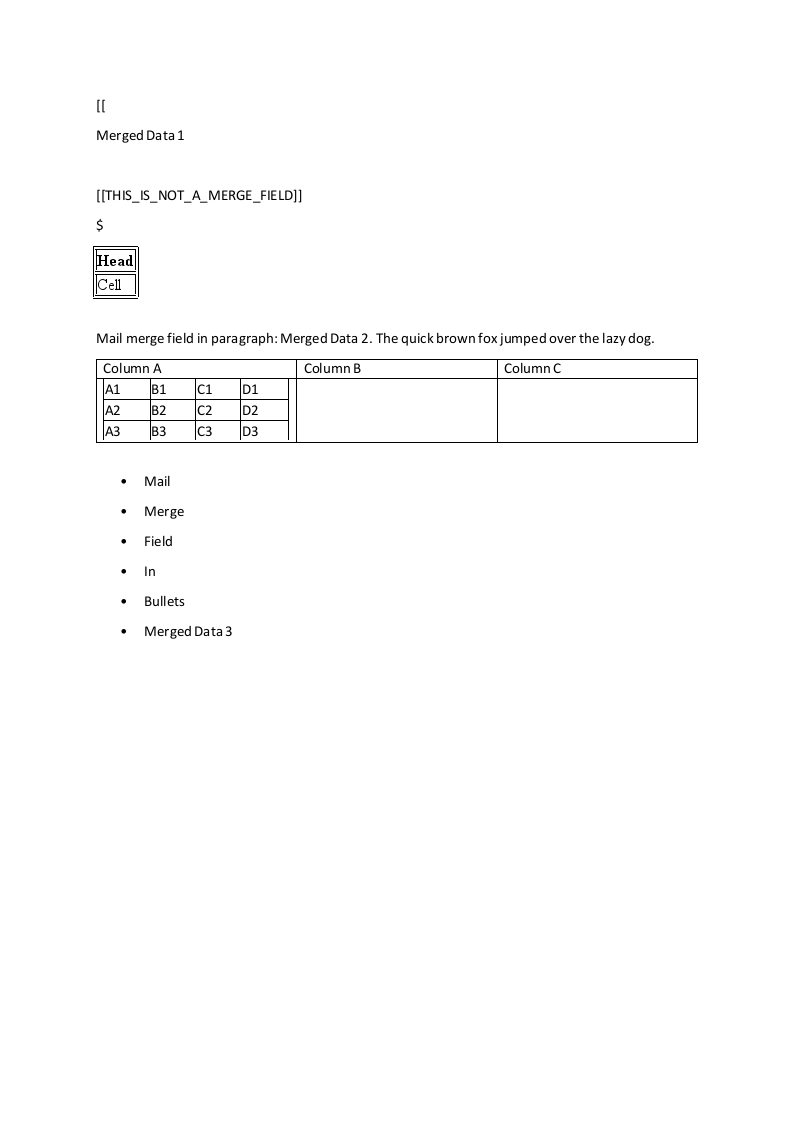 [[
Merged Data 1
[[THIS_IS_NOT_A_MERGE_FIELD]]
$
Head
Cell
Mail merge field in paragraph: Merged Data 2. The quick brown fox jumped over the lazy dog.
Column A Column B Column C
A1 B1 C1 D1
A2 B2 C2 D2
A3 B3 C3 D3
• Mail
• Merge
• Field
• In
• Bullets
• Merged Data 3